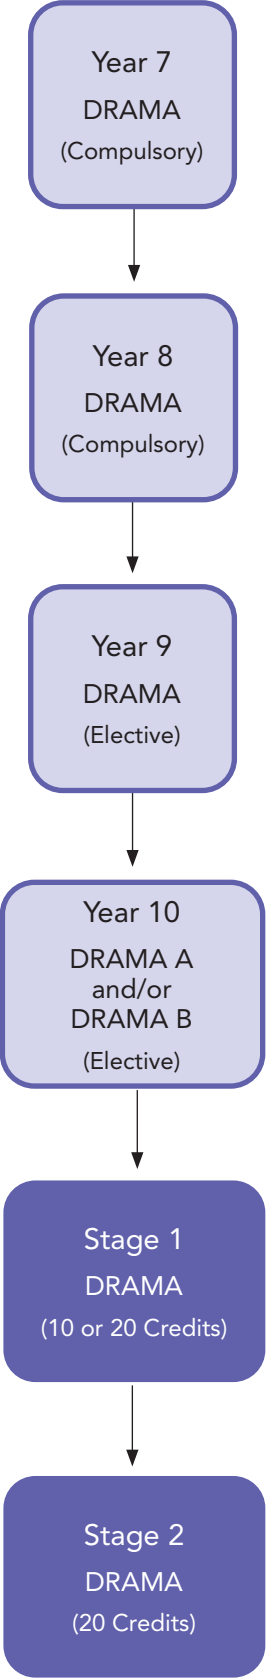 Year 7
DRAMA
(Compulsory)
Year 8
DRAMA
(Compulsory)
Year 9
DRAMA
(Elective)
Year 10
DRAMA A
and/or
DRAMA B
(Elective)
Stage 1
DRAMA
(10 or 20 Credits)
Stage 2
DRAMA
(20 Credits)